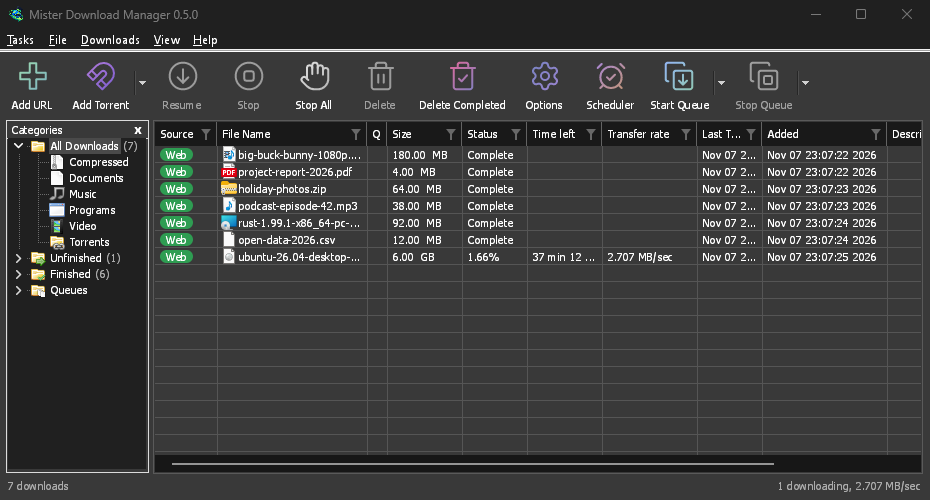 Mister Download Manager 0.5.0
Tasks File Downloads View Help
Add URL Add Torrent Resume Stop Stop All Delete Delete Completed Options Scheduler Start Queue Stop Queue
Categories x
All Downloads (7)
Compressed
Documents
Music
Programs
Video
Torrents
Unfinished (1)
Finished (6)
Queues
Source File Name Q Size Status Time left Transfer rate Last T... Added Descri
Web big-buck-bunny-1080p.... 180.00 MB Complete Nov 07 2... Nov 07 23:07:22 2026
Web PDF project-report-2026.pdf 4.00 MB Complete Nov 07 2... Nov 07 23:07:22 2026
Web holiday-photos.zip 64.00 MB Complete Nov 07 2... Nov 07 23:07:23 2026
Web podcast-episode-42.mp3 38.00 MB Complete Nov 07 2... Nov 07 23:07:23 2026
Web rust-1.99.1-x86_64-pc-... 92.00 MB Complete Nov 07 2... Nov 07 23:07:24 2026
Web open-data-2026.csv 12.00 MB Complete Nov 07 2... Nov 07 23:07:24 2026
Web ubuntu-26.04-desktop-... 6.00 GB 1.66% 37 min 12 ... 2.707 MB/sec Nov 07 2... Nov 07 23:07:25 2026
7 downloads
1 downloading, 2.707 MB/sec